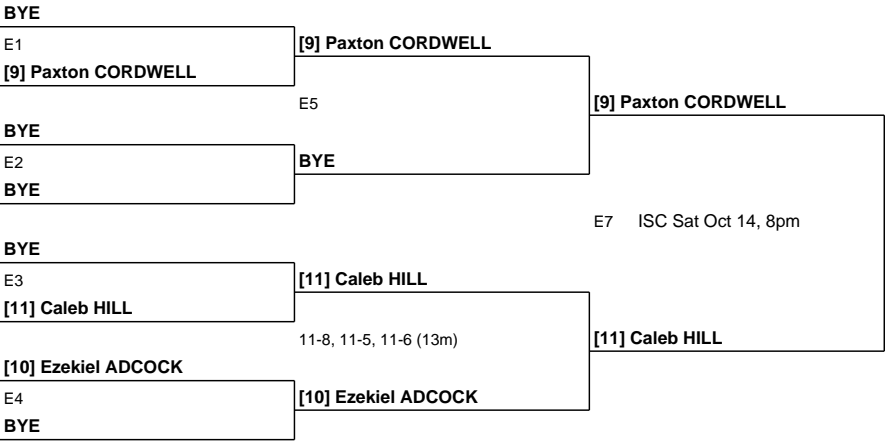 BYE
E1
[9] Paxton CORDWELL
[9] Paxton CORDWELL
E5
[9] Paxton CORDWELL
BYE
E2
BYE
BYE
E7 ISC Sat Oct 14, 8pm
BYE
E3
[11] Caleb HILL
[11] Caleb HILL
11-8, 11-5, 11-6 (13m)
[11] Caleb HILL
[10] Ezekiel ADCOCK
E4
[10] Ezekiel ADCOCK
BYE